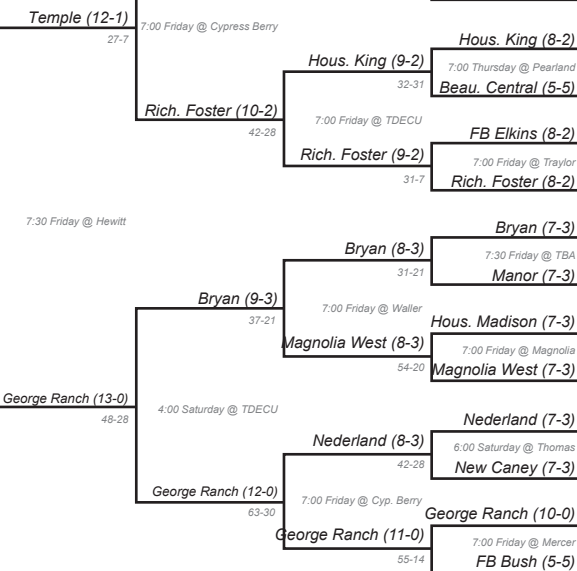 Temple (12-1)
27-7
7:00 Friday @ Cypress Berry
Hous. King (8-2)
Hous. King (9-2)
7:00 Thursday @ Pearland
32-31
Beau. Central (5-5)
Rich. Foster (10-2)
42-28
7:00 Friday @ TDECU
FB Elkins (8-2)
Rich. Foster (9-2)
7:00 Friday @ Traylor
31-7
Rich. Foster (8-2)
7:30 Friday @ Hewitt
Bryan (7-3)
Bryan (8-3)
7:30 Friday @ TBA
31-21
Manor (7-3)
Bryan (9-3)
37-21
7:00 Friday @ Waller
Hous. Madison (7-3)
Magnolia West (8-3)
7:00 Friday @ Magnolia
54-20
Magnolia West (7-3)
George Ranch (13-0)
48-28
4:00 Saturday @ TDECU
Nederland (7-3)
Nederland (8-3)
6:00 Saturday @ Thomas
42-28
New Caney (7-3)
George Ranch (12-0)
63-30
7:00 Friday @ Cyp. Berry
George Ranch (10-0)
George Ranch (11-0)
7:00 Friday @ Mercer
55-14
FB Bush (5-5)